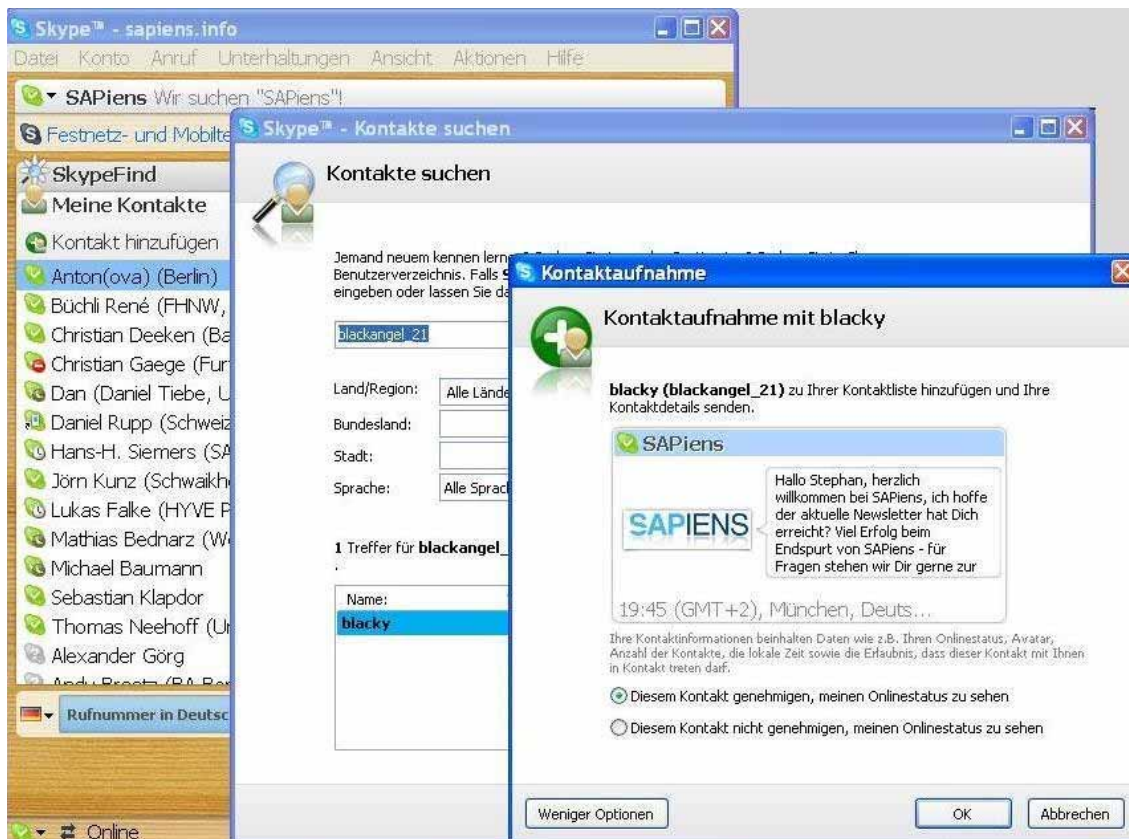 Skype™ - sapiens.info
Datei Konto Anruf Unterhaltungen Ansicht Aktionen Hilfe
SAPiens Wir suchen "SAPiens"!
Festnetz- und Mobilte
SkypeFind
Meine Kontakte
Kontakt hinzufügen
Anton(ova) (Berlin)
Büchli René (FHNW,
Christian Deeken (Ba
Christian Gaege (Fur
Dan (Daniel Tiebe, U
Daniel Rupp (Schweiz
Hans-H. Siemers (SA
Jörn Kunz (Schwaikh
Lukas Falke (HYVE P
Mathias Bednarz (W
Michael Baumann
Sebastian Klapdor
Thomas Neehoff (Ur
Alexander Görg
Rufnummer in Deutsc
Online
Skype™ - Kontakte suchen
Kontakte suchen
Jemand neuem kennen lerne
Benutzerverzeichnis. Falls S
eingeben oder lassen Sie da
blackangel_21
Land/Region: Alle Lände
Bundesland:
Stadt:
Sprache: Alle Sprach
1 Treffer für blackangel_
.
Name:
blacky
Kontaktaufnahme
Kontaktaufnahme mit blacky
blacky (blackangel_21) zu Ihrer Kontaktliste hinzufügen und Ihre
Kontaktdetails senden.
SAPiens
SAPIENS
Hallo Stephan, herzlich
willkommen bei SAPiens, ich hoffe
der aktuelle Newsletter hat Dich
erreicht? Viel Erfolg beim
Endspurt von SAPiens - für
Fragen stehen wir Dir gerne zur
19:45 (GMT+2), München, Deuts...
Ihre Kontaktinformationen beinhalten Daten wie z.B. Ihren Onlinestatus, Avatar,
Anzahl der Kontakte, die lokale Zeit sowie die Erlaubnis, dass dieser Kontakt mit Ihnen
in Kontakt treten darf.
Diesem Kontakt genehmigen, meinen Onlinestatus zu sehen
Diesem Kontakt nicht genehmigen, meinen Onlinestatus zu sehen
Weniger Optionen
OK
Abbrechen